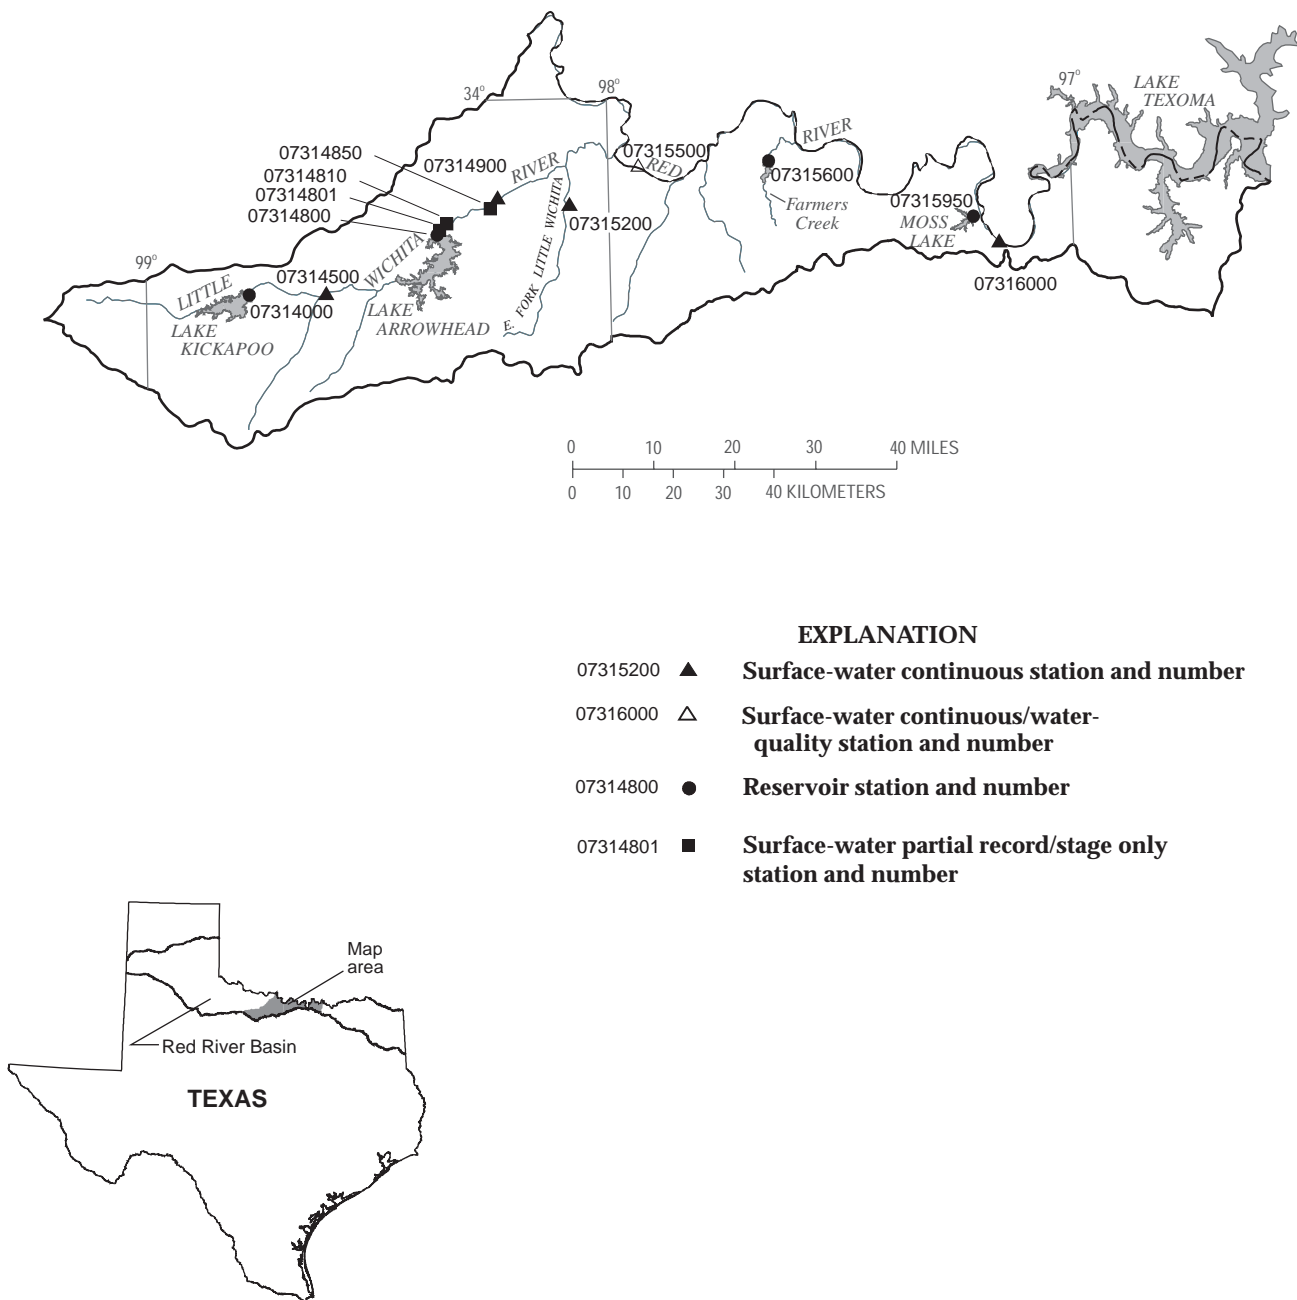 97°
LAKE
TEXOMA
34°
98°
RIVER
07314850
07314900
07315500
RED
07314810
07314801
07314800
RIVER
07315600
07315950
07315200
Farmers
Creek
MOSS
LAKE
E. FORK LITTLE WICHITA
WICHITA
99°
LITTLE
07314500
07314000
LAKE
ARROWHEAD
LAKE
KICKAPOO
07316000
0 10 20 30 40 MILES
0 10 20 30 40 KILOMETERS
EXPLANATION
07315200 Surface-water continuous station and number
07316000 Surface-water continuous/water-
quality station and number
07314800 Reservoir station and number
07314801 Surface-water partial record/stage only
station and number
Map
area
Red River Basin
TEXAS